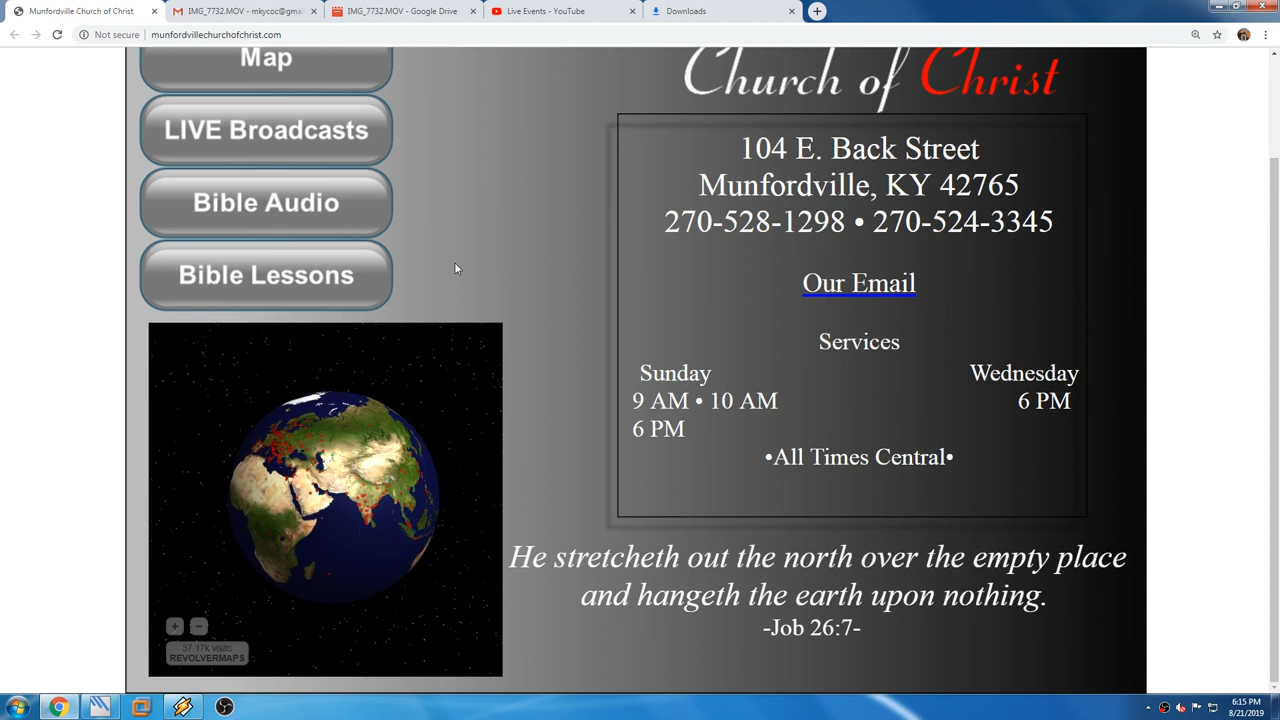 Munfordville Church of Christ
IMG_7732.MOV - mkycoc@gma
IMG_7732.MOV - Google Drive
Live Events - YouTube
Downloads
Not secure
munfordvillechurchofchrist.com
Map
LIVE Broadcasts
Bible Audio
Bible Lessons
37.17k visits
REVOLVERMAPS
Church of Christ
104 E. Back Street
Munfordville, KY 42765
270-528-1298 • 270-524-3345
Our Email
Services
Sunday
9 AM • 10 AM
6 PM
Wednesday
6 PM
•All Times Central•
He stretcheth out the north over the empty place
and hangeth the earth upon nothing.
-Job 26:7-
6:15 PM
8/21/2019